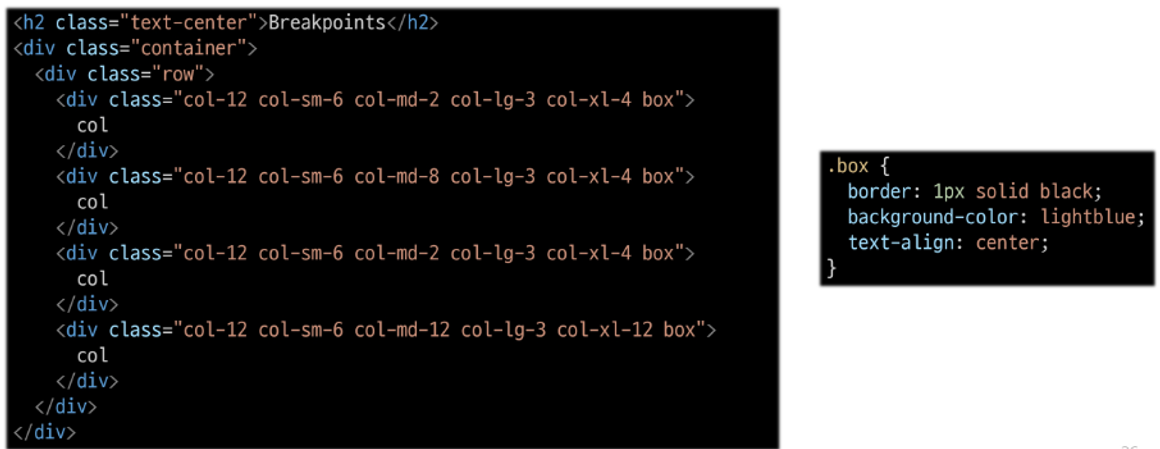 <h2 class="text-center">Breakpoints</h2>
<div class="container">
  <div class="row">
    <div class="col-12 col-sm-6 col-md-2 col-lg-3 col-xl-4 box">
      col
    </div>
    <div class="col-12 col-sm-6 col-md-8 col-lg-3 col-xl-4 box">
      col
    </div>
    <div class="col-12 col-sm-6 col-md-2 col-lg-3 col-xl-4 box">
      col
    </div>
    <div class="col-12 col-sm-6 col-md-12 col-lg-3 col-xl-12 box">
      col
    </div>
  </div>
</div>
.box {
  border: 1px solid black;
  background-color: lightblue;
  text-align: center;
}